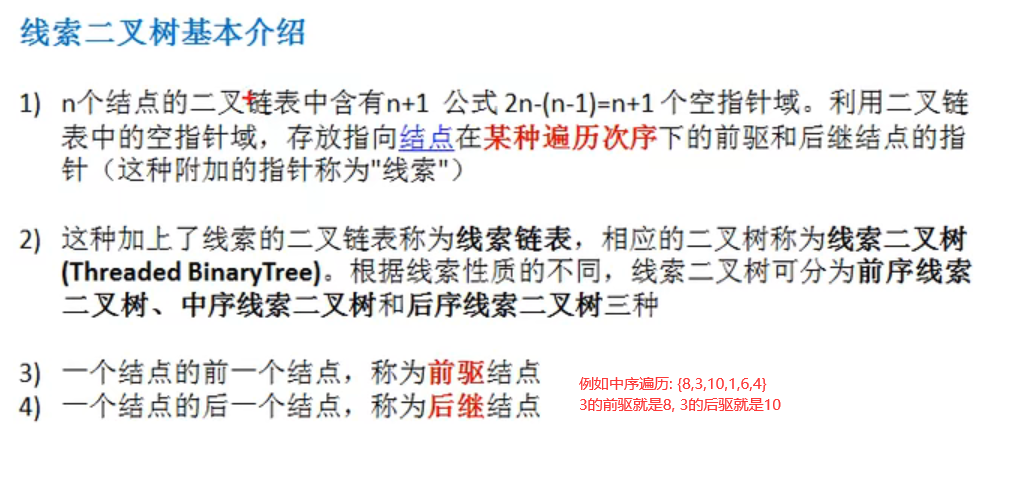 线索二叉树基本介绍
1) n个结点的二叉链表中含有n+1 公式 2n-(n-1)=n+1 个空指针域。利用二叉链
表中的空指针域，存放指向结点在某种遍历次序下的前驱和后继结点的指
针（这种附加的指针称为"线索"）
2) 这种加上了线索的二叉链表称为线索链表，相应的二叉树称为线索二叉树
(Threaded BinaryTree)。根据线索性质的不同，线索二叉树可分为前序线索
二叉树、中序线索二叉树和后序线索二叉树三种
3) 一个结点的前一个结点，称为前驱结点
4) 一个结点的后一个结点，称为后继结点
例如中序遍历: {8,3,10,1,6,4}
3的前驱就是8, 3的后驱就是10